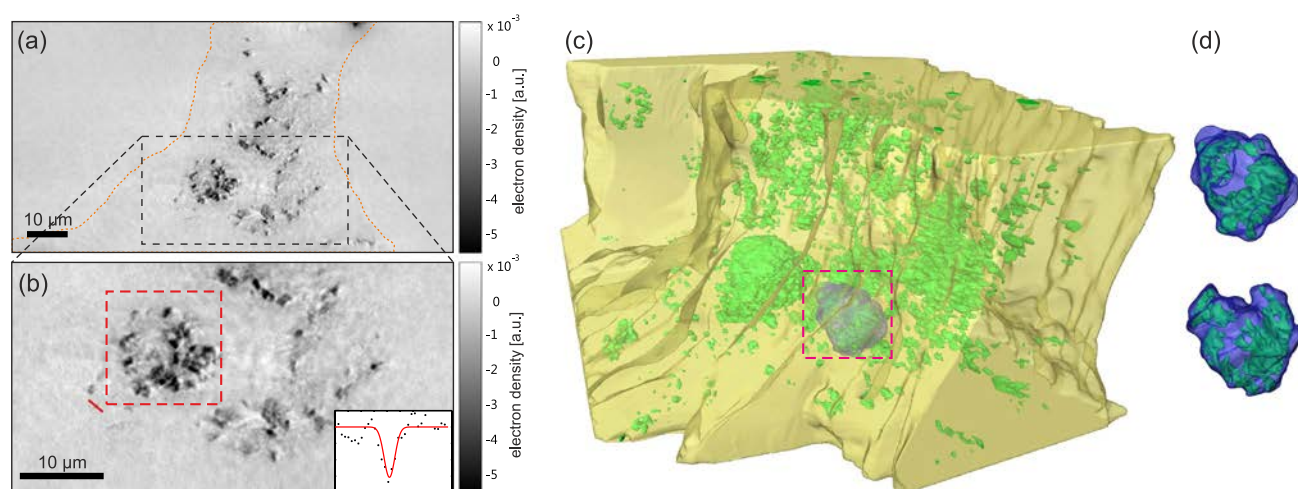 (a)
10 µm
x 10⁻³
0
-1
-2
-3
-4
-5
electron density [a.u.]
(b)
10 µm
x 10⁻³
0
-1
-2
-3
-4
-5
electron density [a.u.]
(c)
(d)